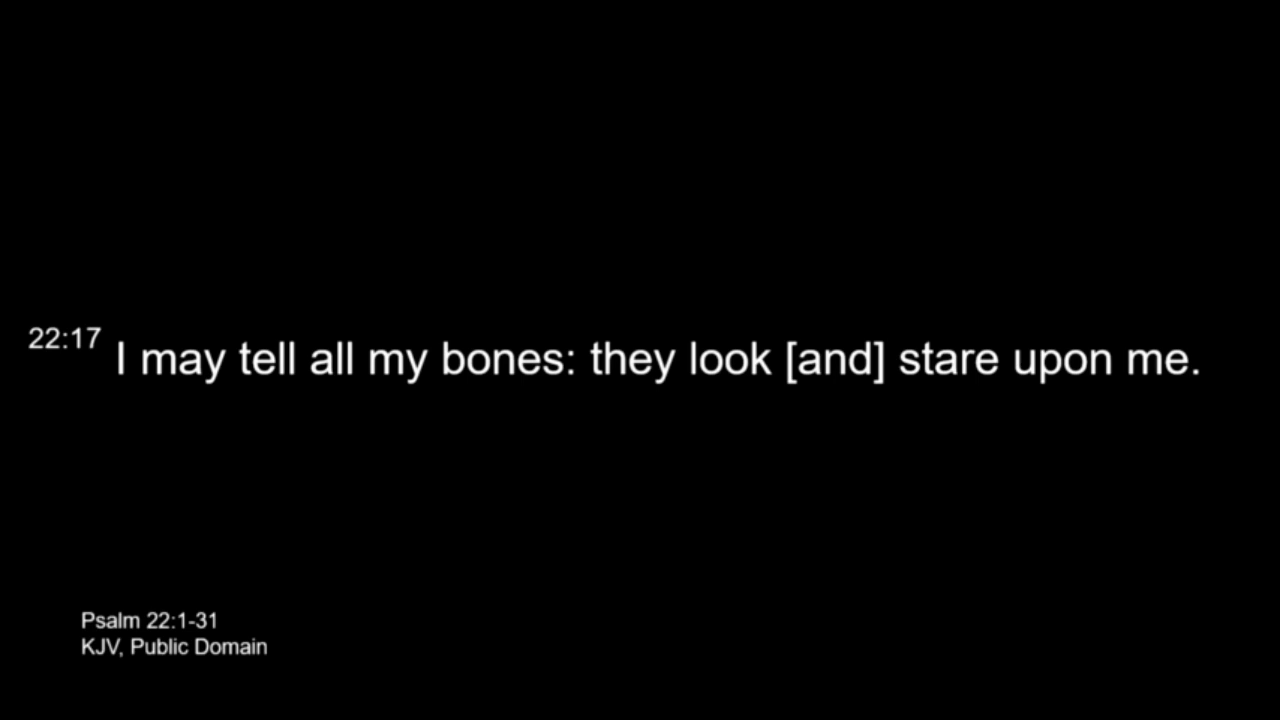 22:17 I may tell all my bones: they look [and] stare upon me.
Psalm 22:1-31
KJV, Public Domain